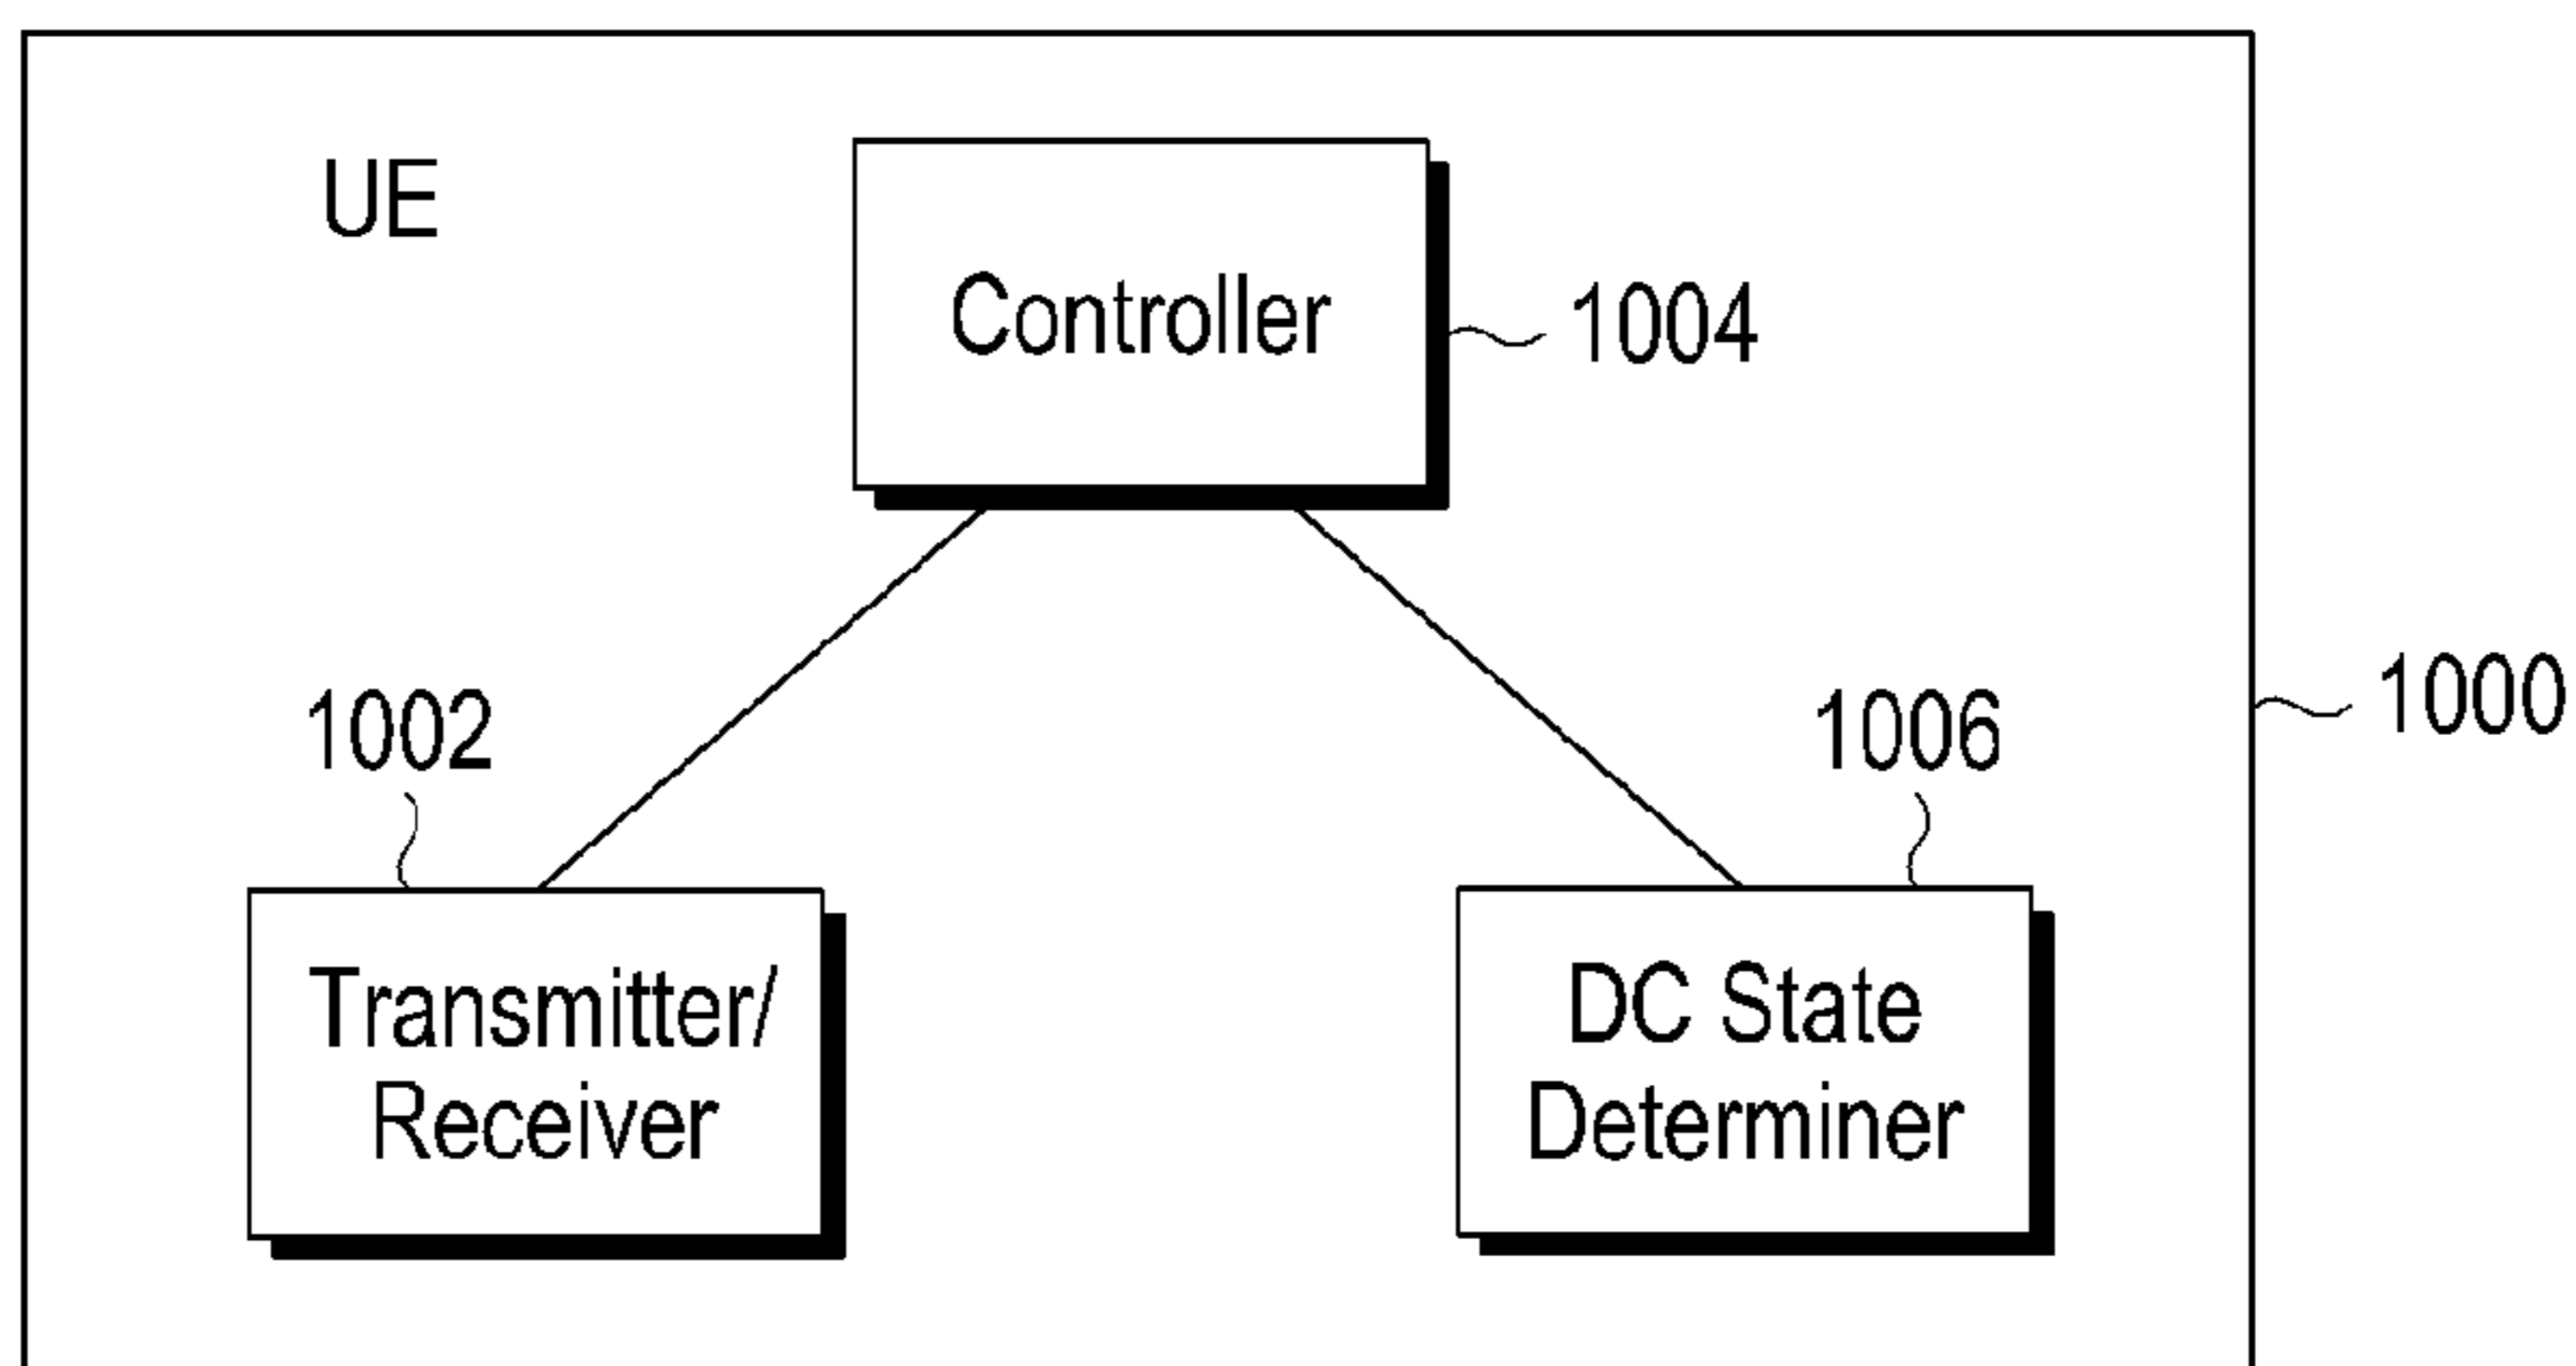 UE
Controller
1004
1000
1002
1006
Transmitter/
Receiver
DC State
Determiner